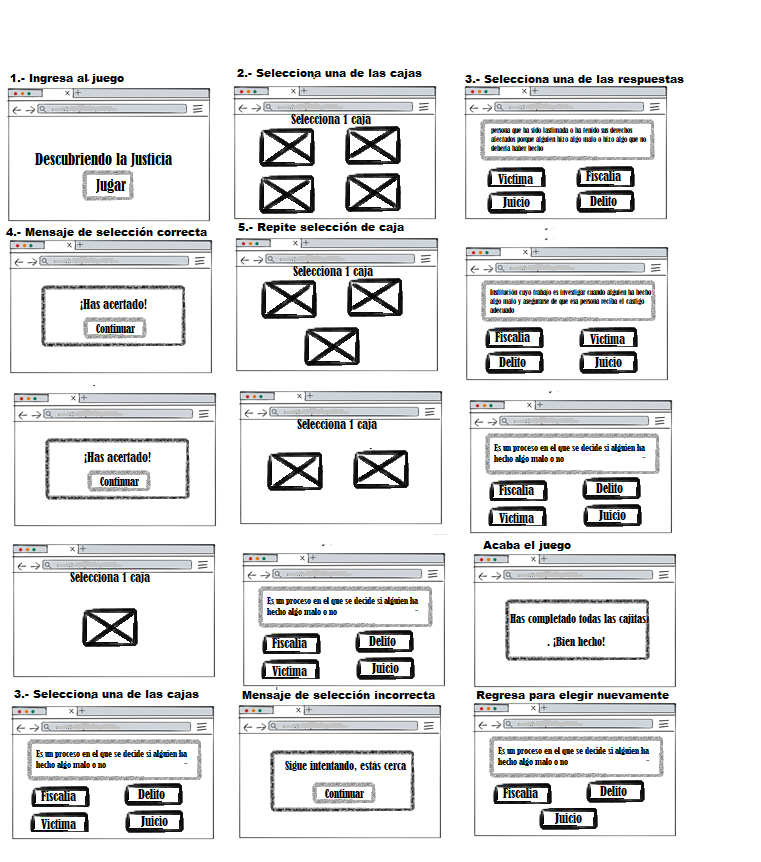 1.- Ingresa al juego
Descubriendo la Justicia
Jugar
2.- Selecciona una de las cajas
Selecciona 1 caja
3.- Selecciona una de las respuestas
persona que ha sido lastimada o ha tenido sus derechos
afectados porque alguien hizo algo malo o hizo algo que no
debería haber hecho
Victima
Fiscalia
Juicio
Delito
4.- Mensaje de selección correcta
¡Has acertado!
Continuar
5.- Repite selección de caja
Selecciona 1 caja
Institución cuyo trabajo es investigar cuando alguien ha hecho
algo malo y asegurarse de que esa persona reciba el castigo
adecuado
Fiscalia
Victima
Delito
Juicio
¡Has acertado!
Continuar
Selecciona 1 caja
Es un proceso en el que se decide si alguien ha
hecho algo malo o no
Fiscalia
Delito
Victima
Juicio
Selecciona 1 caja
Es un proceso en el que se decide si alguien ha
hecho algo malo o no
Fiscalia
Delito
Victima
Juicio
Acaba el juego
Has completado todas las cajitas
. ¡Bien hecho!
3.- Selecciona una de las cajas
Es un proceso en el que se decide si alguien ha
hecho algo malo o no
Fiscalia
Delito
Victima
Juicio
Mensaje de selección incorrecta
Sigue intentando, estás cerca
Continuar
Regresa para elegir nuevamente
Es un proceso en el que se decide si alguien ha
hecho algo malo o no
Fiscalia
Delito
Juicio